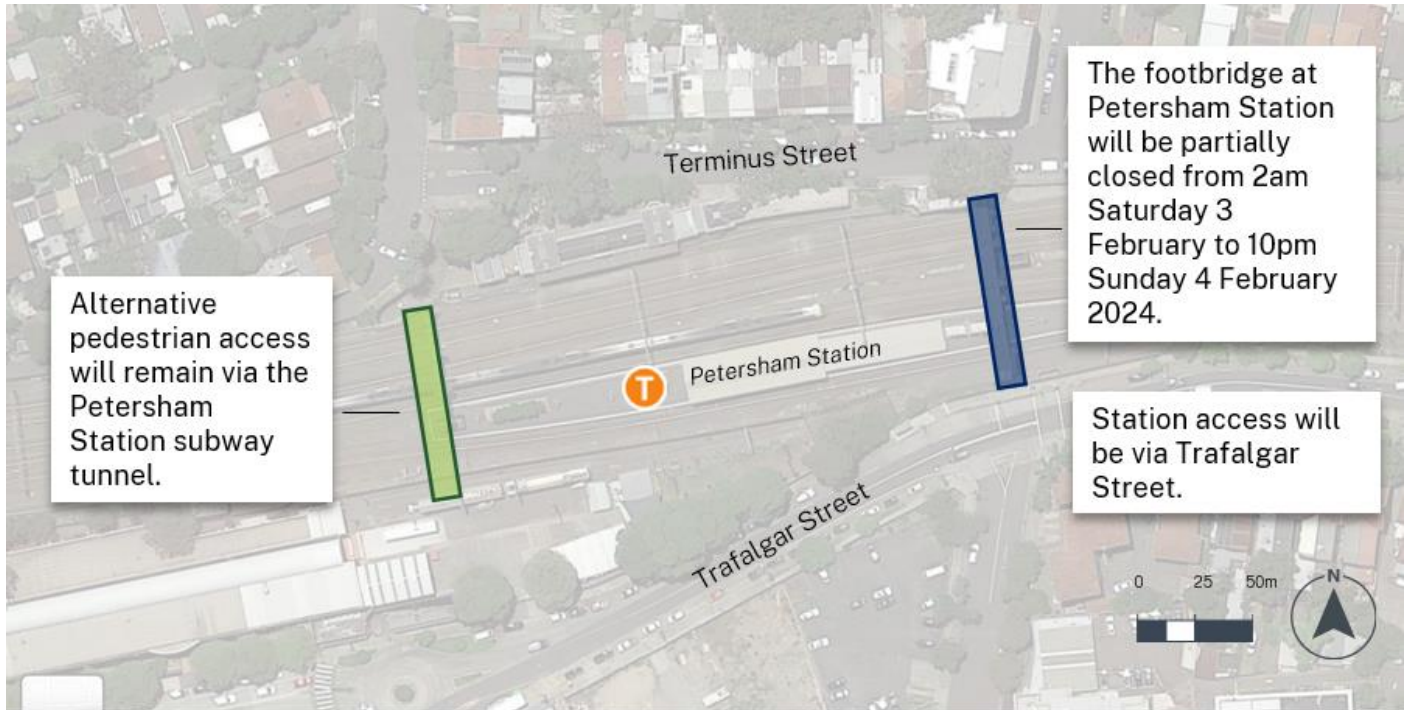 Terminus Street
The footbridge at
Petersham Station
will be partially
closed from 2am
Saturday 3
February to 10pm
Sunday 4 February
2024.
Alternative
pedestrian access
will remain via the
Petersham
Station subway
tunnel.
T
Petersham Station
Station access will
be via Trafalgar
Street.
Trafalgar Street
0 25 50m
N